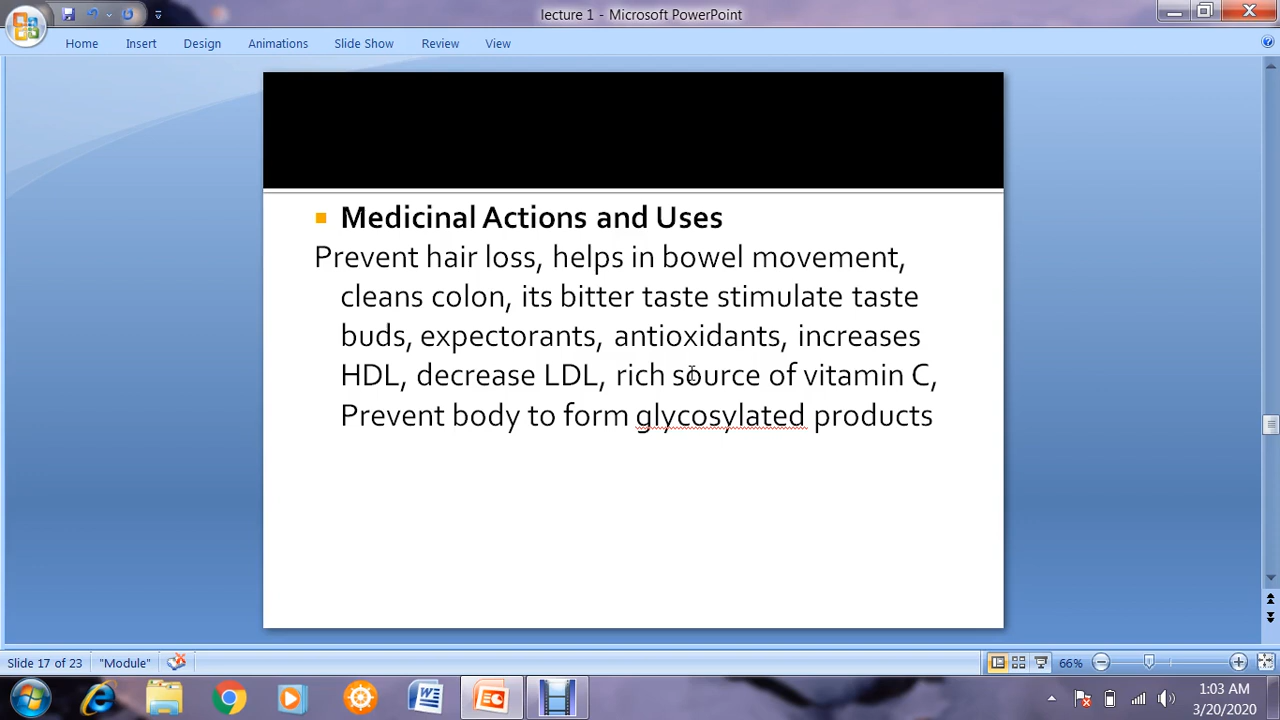 lecture 1 - Microsoft PowerPoint
Home Insert Design Animations Slide Show Review View
Medicinal Actions and Uses
Prevent hair loss, helps in bowel movement,
cleans colon, its bitter taste stimulate taste
buds, expectorants, antioxidants, increases
HDL, decrease LDL, rich source of vitamin C,
Prevent body to form glycosylated products
Slide 17 of 23 "Module" 66%
1:03 AM
3/20/2020